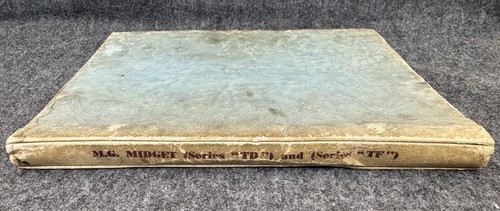 M.G. MIDGET (Series "TD") and (Series "TF")